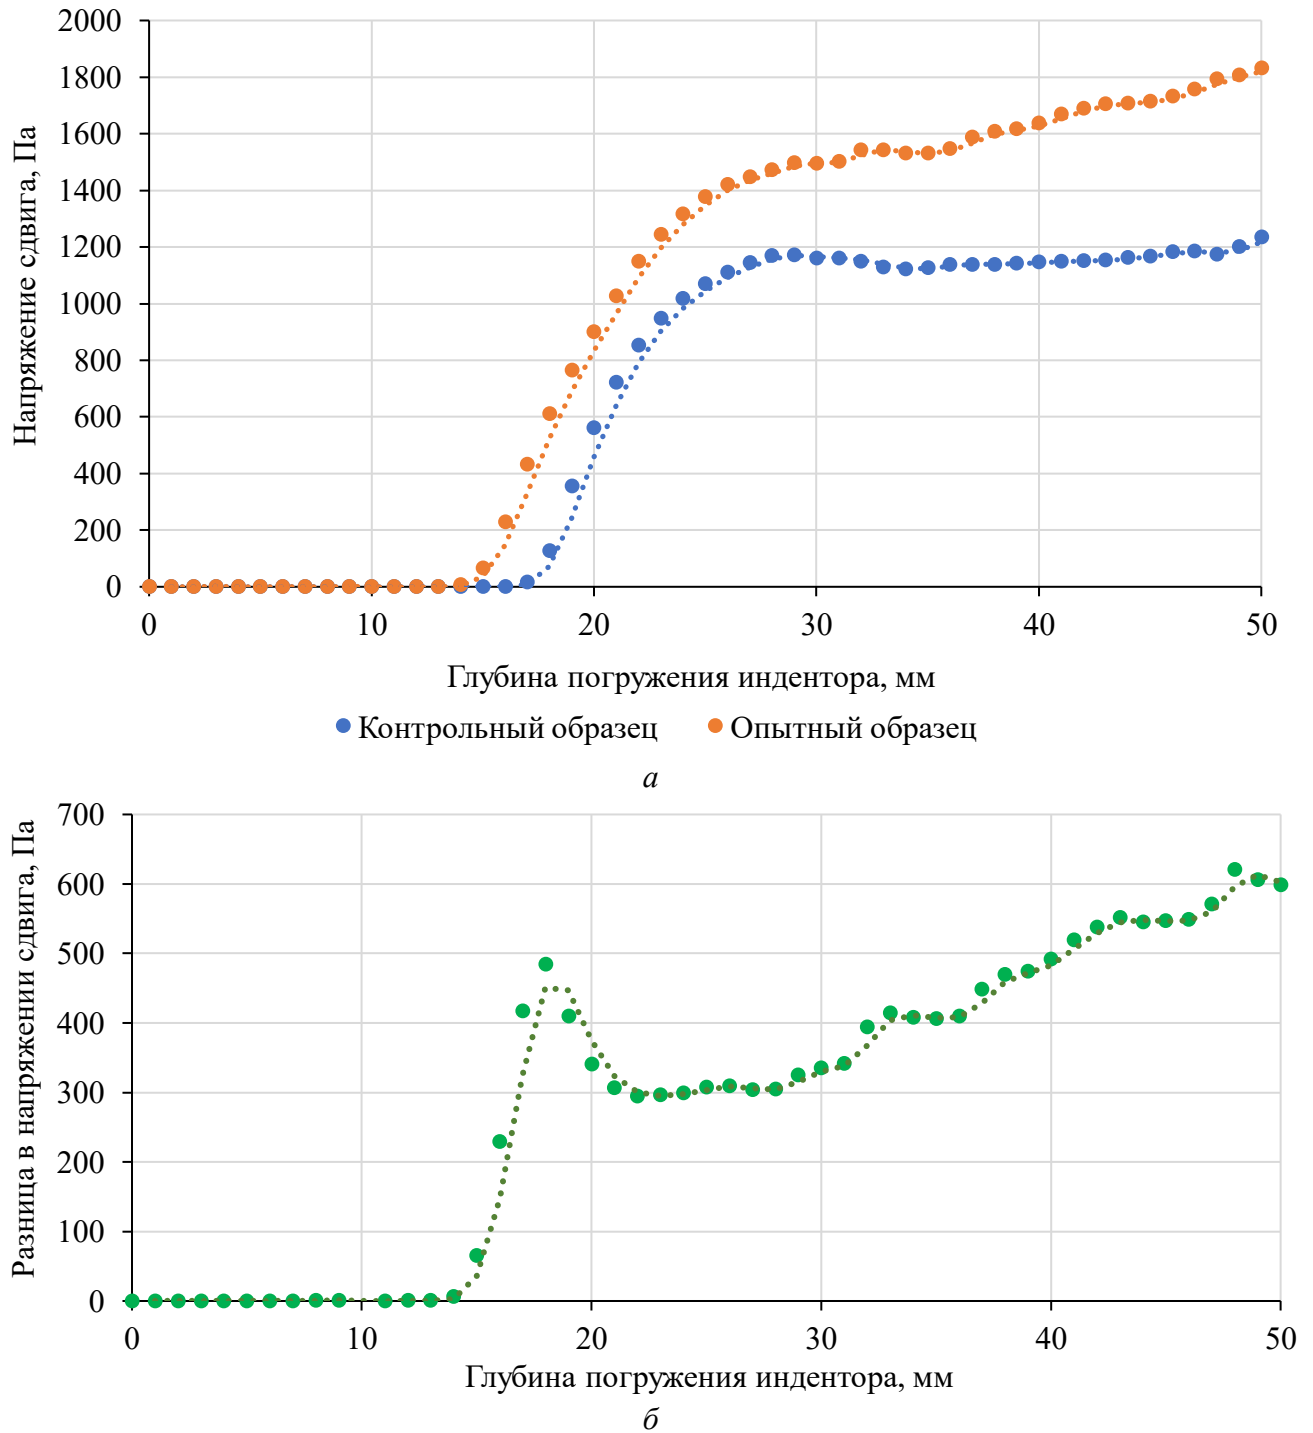 2000
1800
1600
1400
1200
1000
800
600
400
200
0
Напряжение сдвига, Па
0 10 20 30 40 50
Глубина погружения индентора, мм
Контрольный образец Опытный образец
а
700
600
500
400
300
200
100
0
Разница в напряжении сдвига, Па
0 10 20 30 40 50
Глубина погружения индентора, мм
б